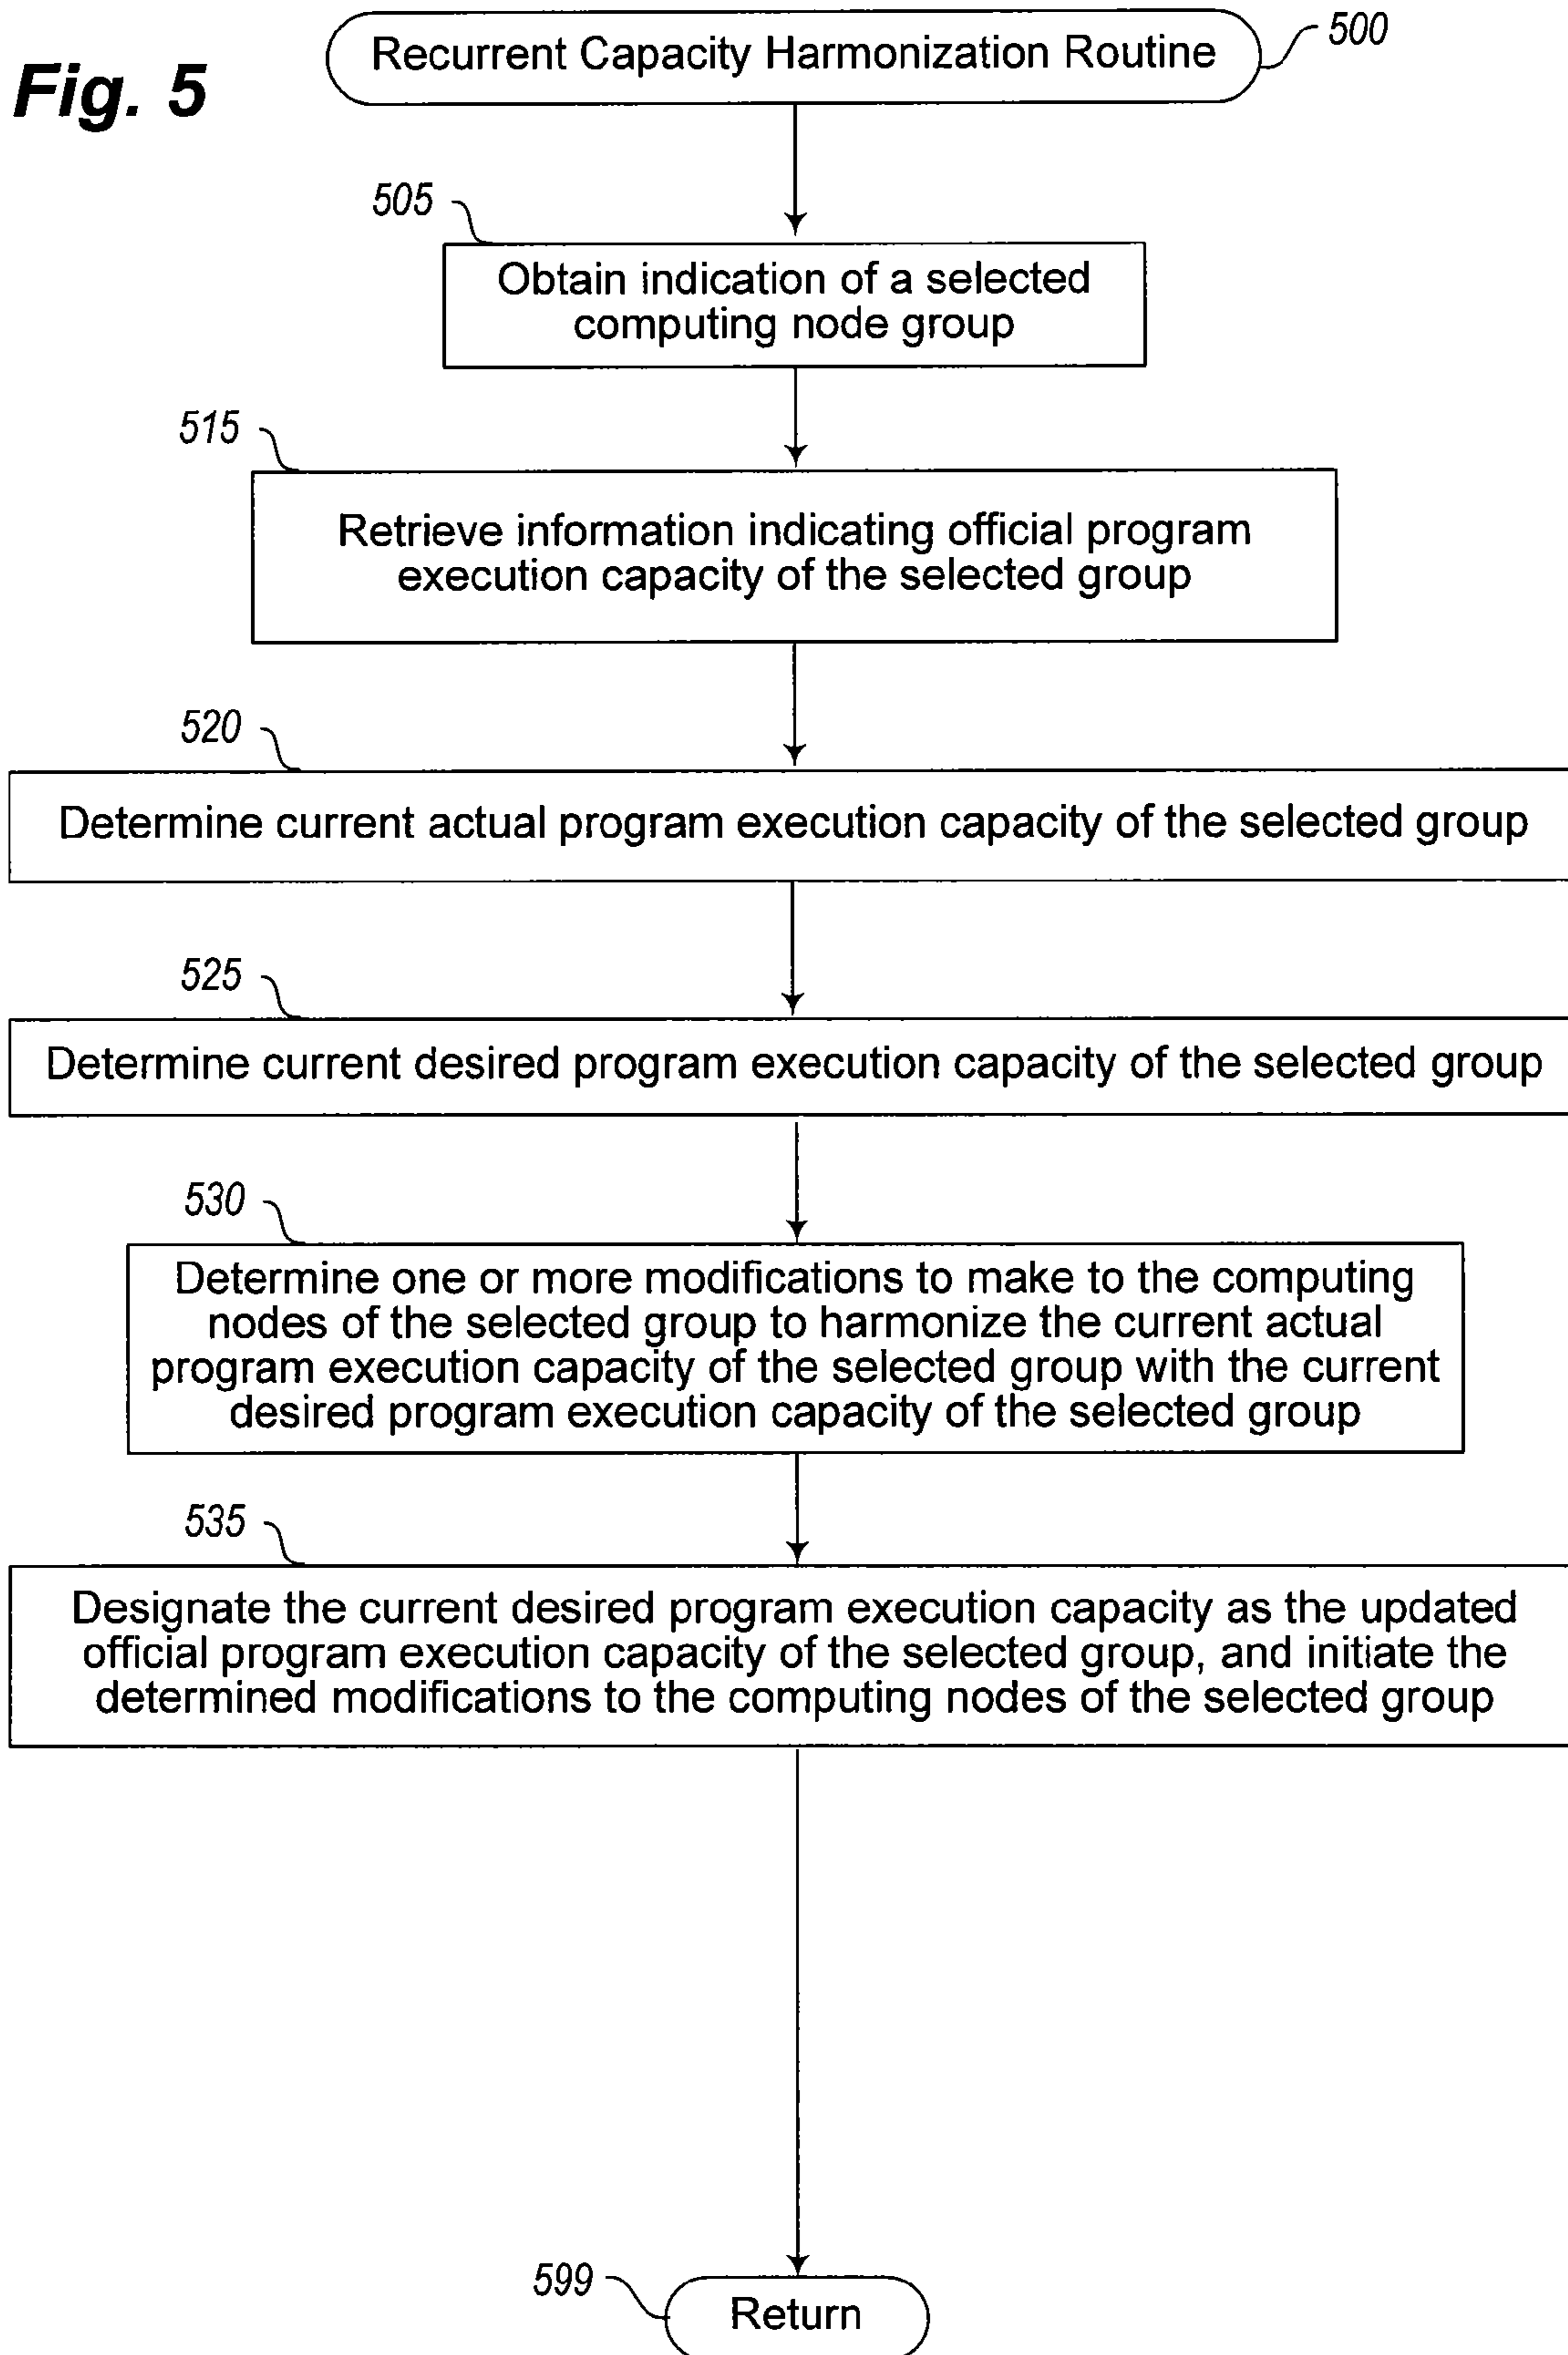 Fig. 5
Recurrent Capacity Harmonization Routine
500
505
Obtain indication of a selected
computing node group
515
Retrieve information indicating official program
execution capacity of the selected group
520
Determine current actual program execution capacity of the selected group
525
Determine current desired program execution capacity of the selected group
530
Determine one or more modifications to make to the computing
nodes of the selected group to harmonize the current actual
program execution capacity of the selected group with the current
desired program execution capacity of the selected group
535
Designate the current desired program execution capacity as the updated
official program execution capacity of the selected group, and initiate the
determined modifications to the computing nodes of the selected group
599
Return